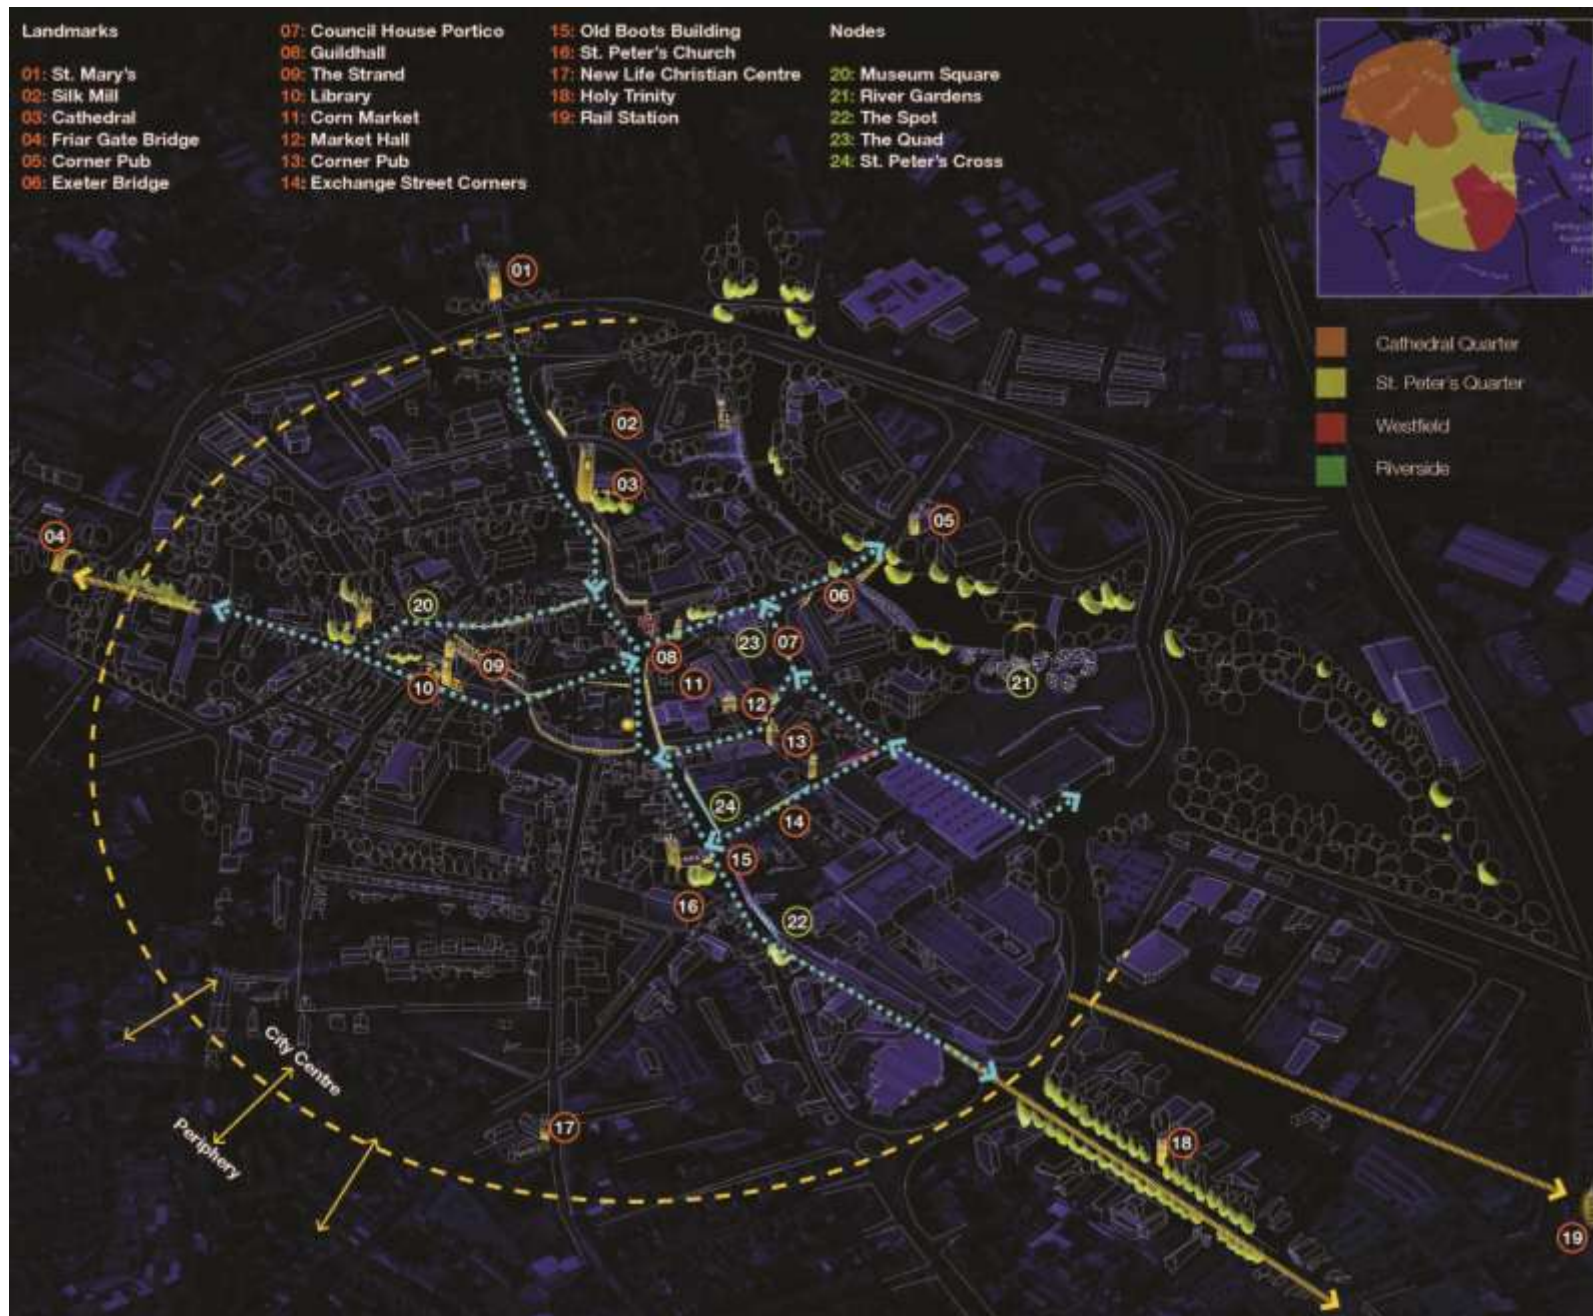 Landmarks
01: St. Mary's
02: Silk Mill
03: Cathedral
04: Friar Gate Bridge
05: Corner Pub
06: Exeter Bridge
07: Council House Portico
08: Guildhall
09: The Strand
10: Library
11: Corn Market
12: Market Hall
13: Corner Pub
14: Exchange Street Corners
15: Old Boots Building
16: St. Peter's Church
17: New Life Christian Centre
18: Holy Trinity
19: Rail Station
Nodes
20: Museum Square
21: River Gardens
22: The Spot
23: The Quad
24: St. Peter's Cross
Cathedral Quarter
St. Peter's Quarter
Westfield
Riverside
01
02
03
04
05
06
20
23
07
08
09
10
11
21
12
13
24
14
15
16
22
City Centre
Periphery
17
18
19